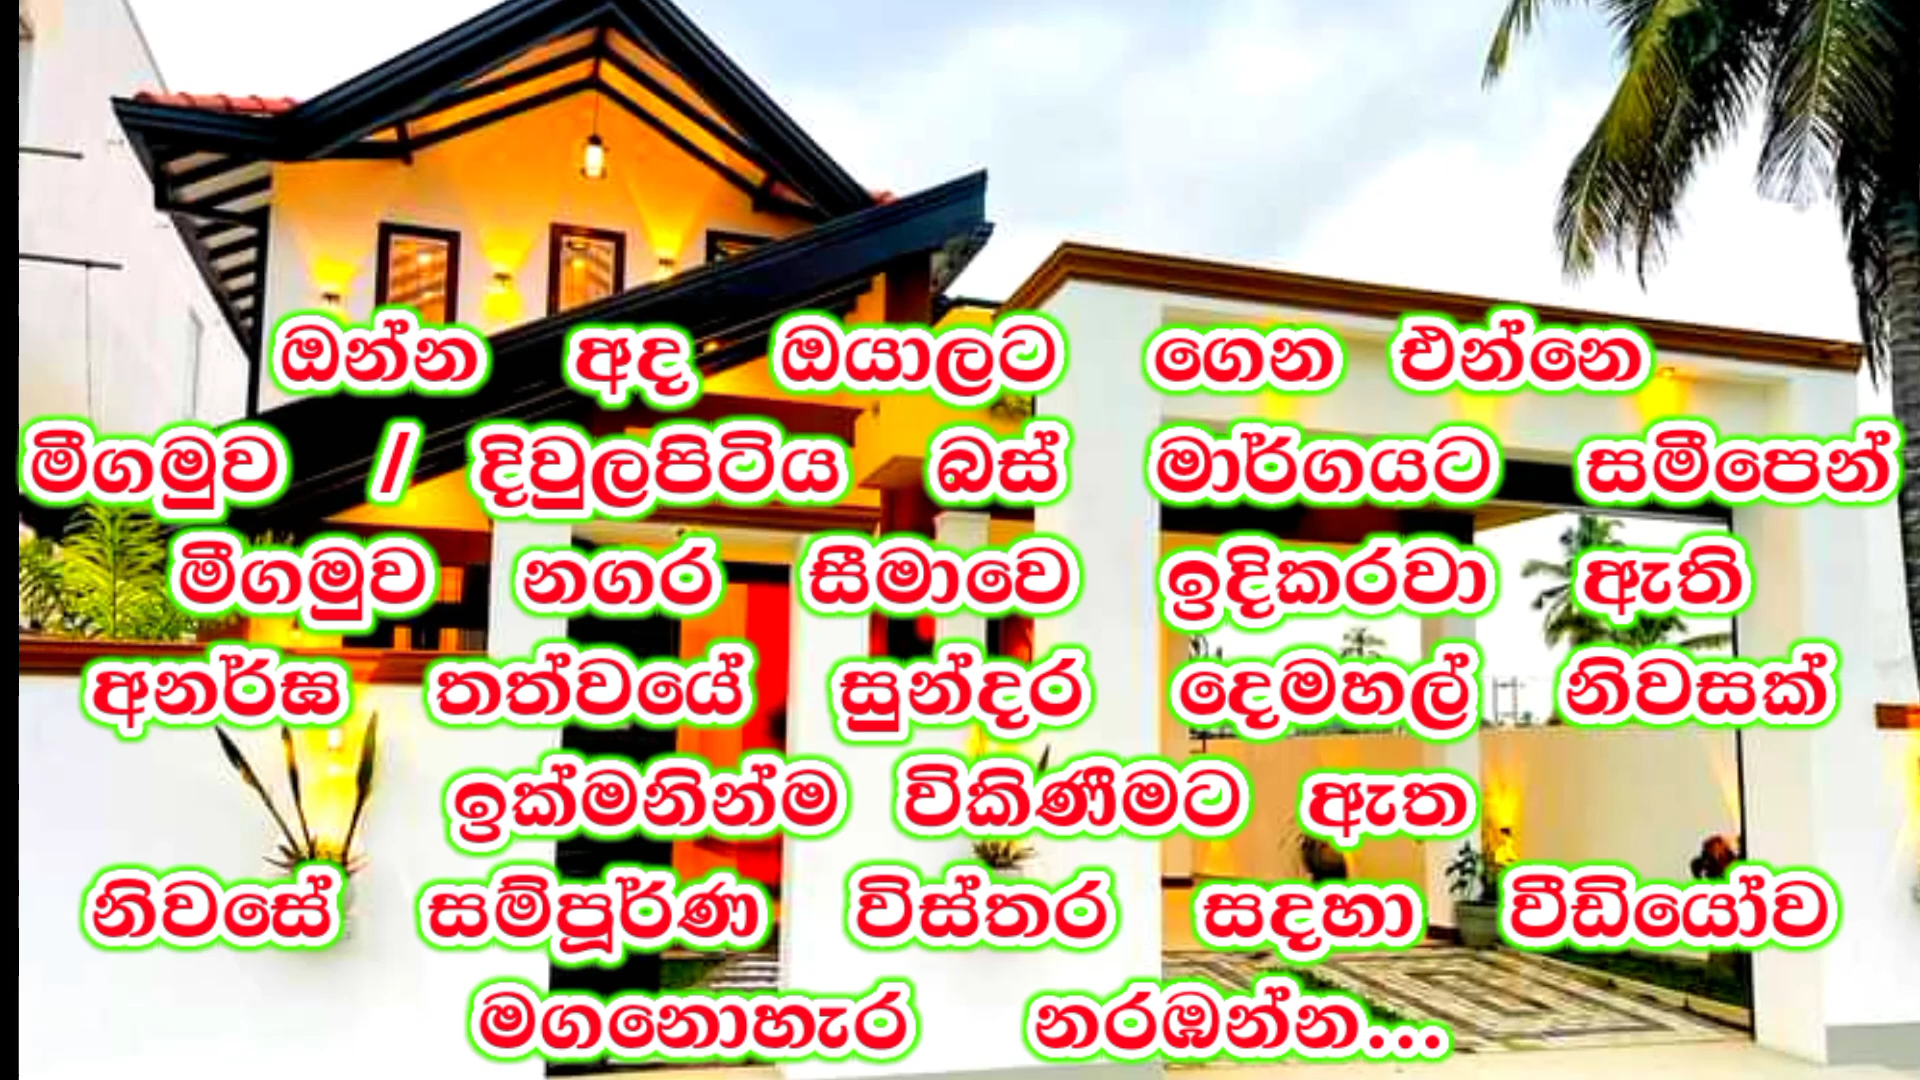 ඔන්න අද ඔයාලට ගෙන එන්නෙ
මීගමුව / දිවුලපිටිය බස් මාර්ගයට සමීපෙන්
මීගමුව නගර සීමාවෙ ඉදිකරවා ඇති
අනර්ඝ තත්වයේ සුන්දර දෙමහල් නිවසක්
ඉක්මනින්ම විකිණීමට ඇත
නිවසේ සම්පූර්ණ විස්තර සදහා වීඩියෝව
මගනොහැර නරඹන්න...